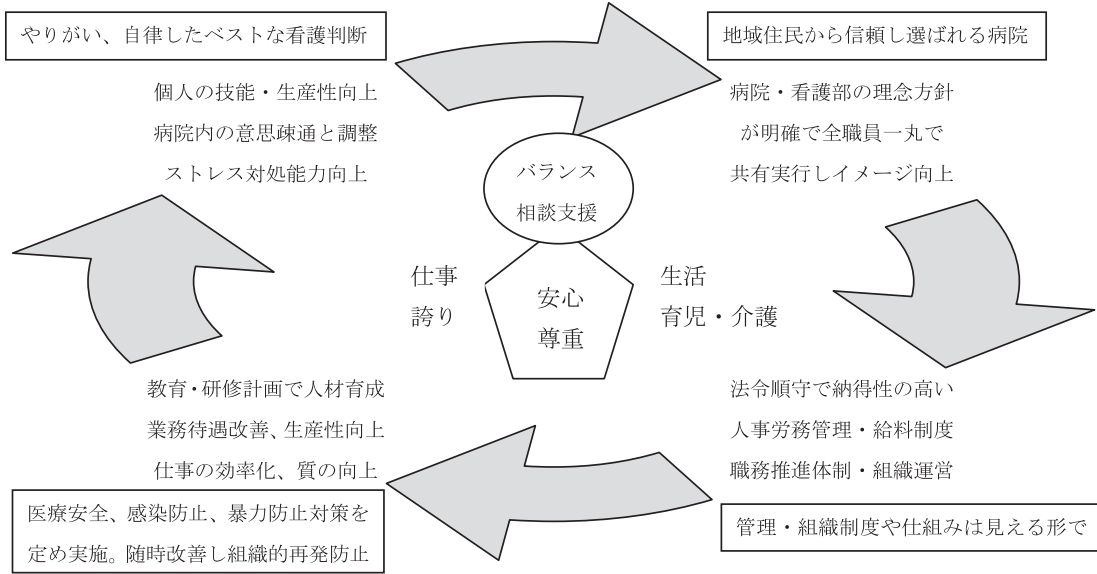 やりがい、自律したベストな看護判断
個人の技能・生産性向上
病院内の意思疎通と調整
ストレス対処能力向上
地域住民から信頼し選ばれる病院
病院・看護部の理念方針
が明確で全職員一丸で
共有実行しイメージ向上
バランス
相談支援
仕事
誇り
安心
尊重
生活
育児・介護
教育・研修計画で人材育成
業務待遇改善、生産性向上
仕事の効率化、質の向上
医療安全、感染防止、暴力防止対策を
定め実施。随時改善し組織的再発防止
法令順守で納得性の高い
人事労務管理・給料制度
職務推進体制・組織運営
管理・組織制度や仕組みは見える形で